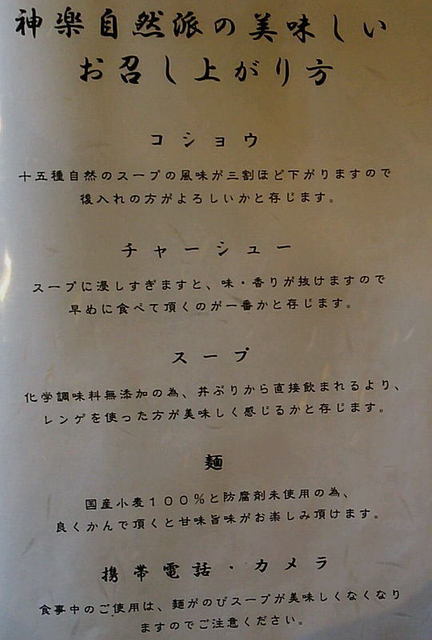 神楽自然派の美味しい
お召し上がり方
コショウ
十五種自然のスープの風味が三割ほど下がりますので
後入れの方がよろしいかと存じます。
チャーシュー
スープに浸しすぎますと、味・香りが抜けますので
早めに食べて頂くのが一番かと存じます。
スープ
化学調味料無添加の為、丼ぶりから直接飲まれるより、
レンゲを使った方が美味しく感じるかと存じます。
麺
国産小麦１００％と防腐剤未使用の為、
良くかんで頂くと甘味旨味がお楽しみ頂けます。
携帯電話・カメラ
食事中のご使用は、麺がのびスープが美味しくなくなり
ますのでご注意ください。